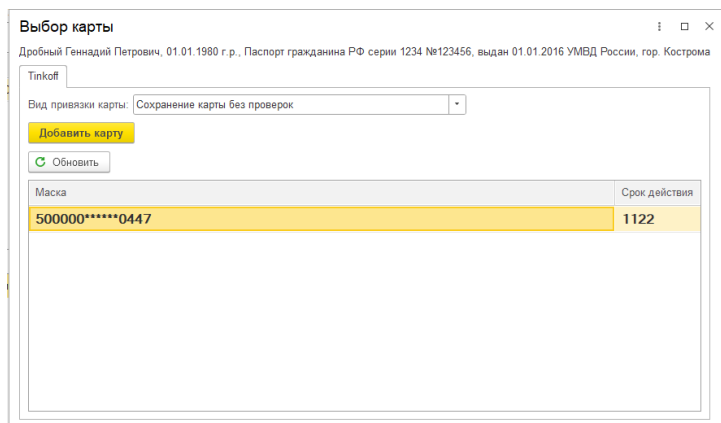 Выбор карты
Дробный Геннадий Петрович, 01.01.1980 г.р., Паспорт гражданина РФ серии 1234 №123456, выдан 01.01.2016 УМВД России, гор. Кострома
Tinkoff
Вид привязки карты: Сохранение карты без проверок
Добавить карту
Обновить
Маска Срок действия
500000******0447 1122